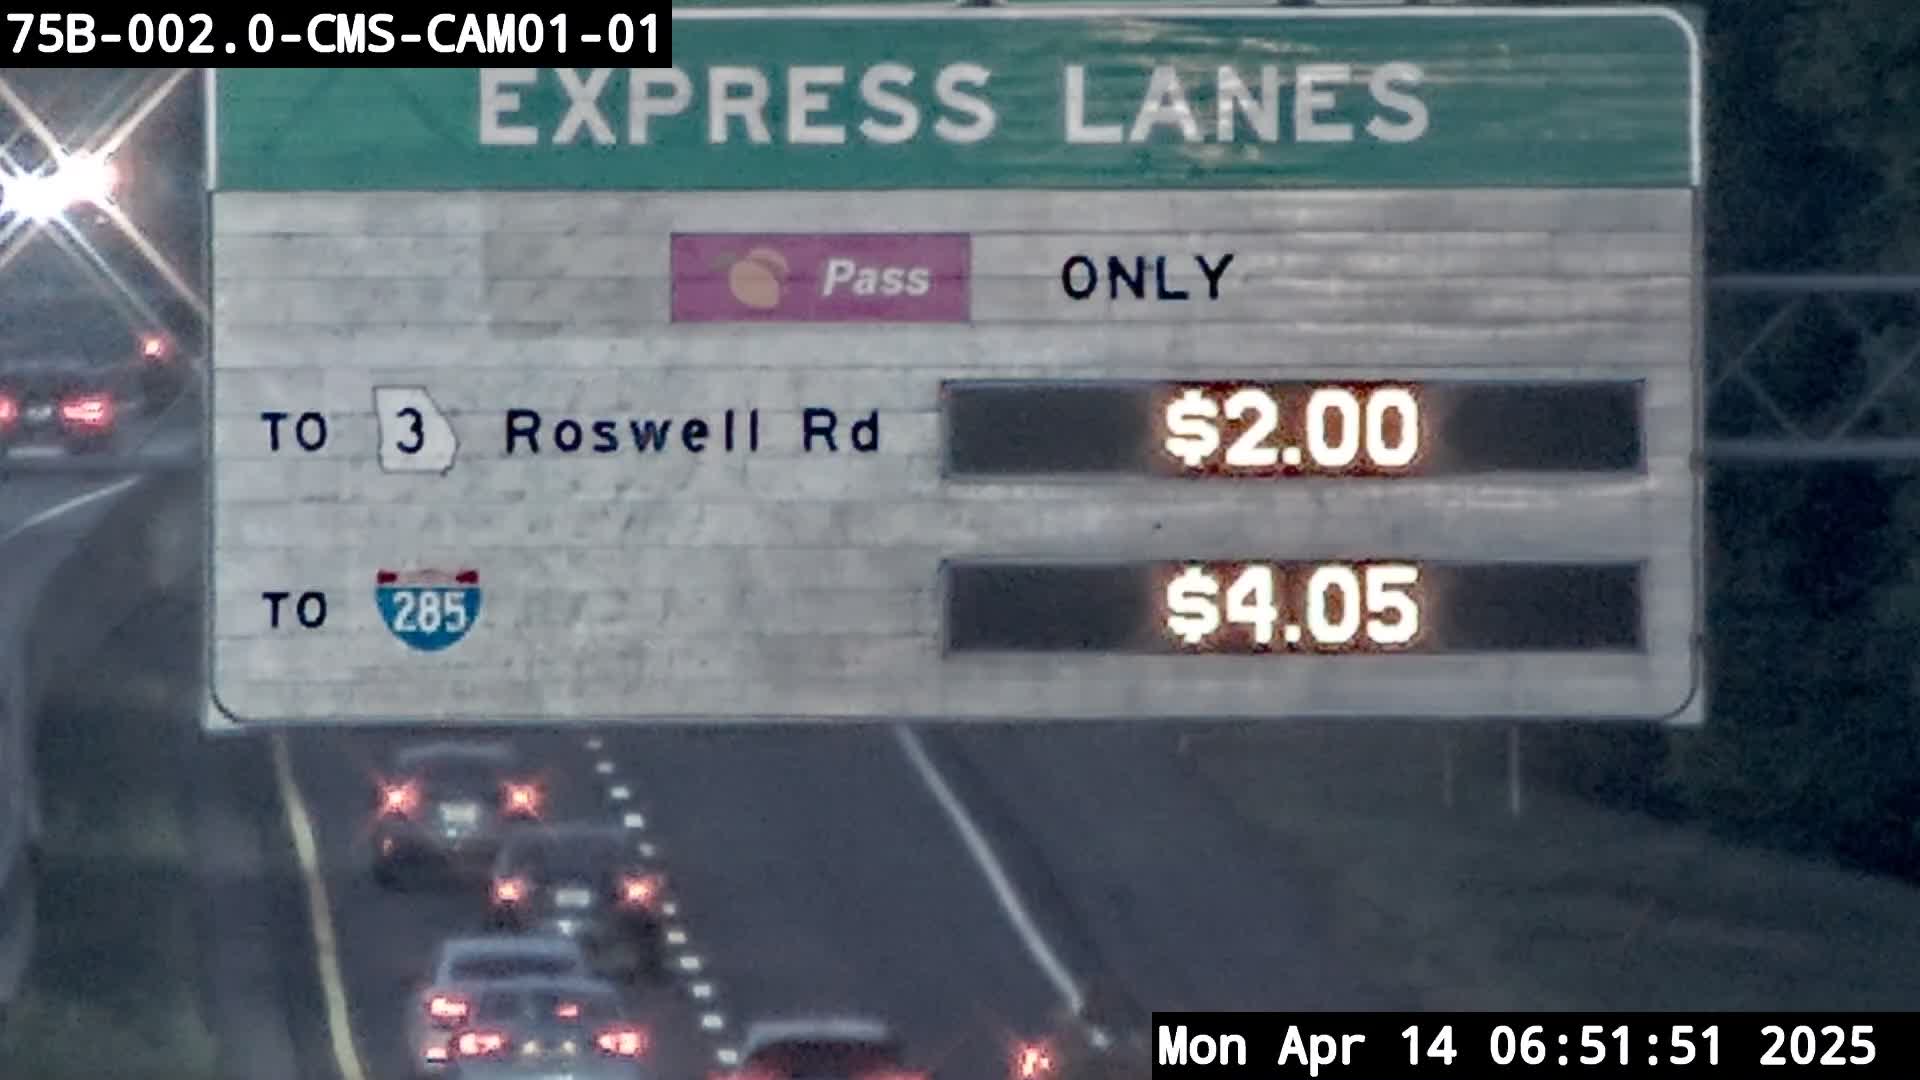 75B-002.0-CMS-CAM01-01
EXPRESS LANES
Pass ONLY
TO 3 Roswell Rd $2.00
TO 285 $4.05
Mon Apr 14 06:51:51 2025